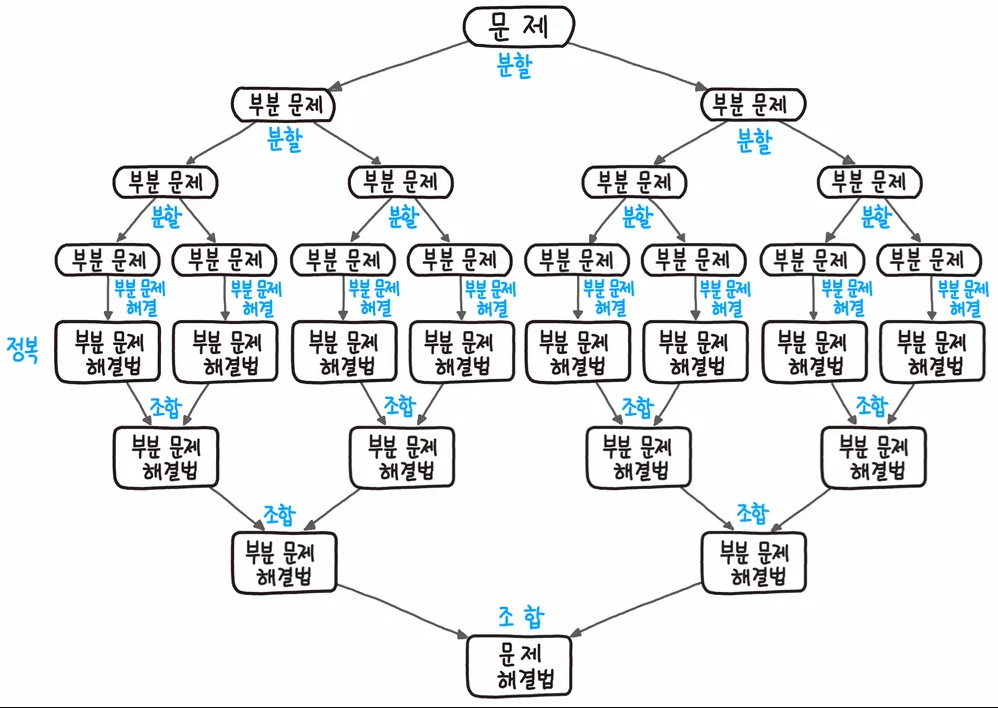 문 제
분할
부분 문제
부분 문제
분할
분할
부분 문제
부분 문제
부분 문제
부분 문제
분할
분할
분할
분할
부분 문제
부분 문제
부분 문제
부분 문제
부분 문제
부분 문제
부분 문제
부분 문제
부분 문제
해결
부분 문제
해결
부분 문제
해결
부분 문제
해결
부분 문제
해결
부분 문제
해결
부분 문제
해결
부분 문제
해결
정복
부분 문제
해결법
부분 문제
해결법
부분 문제
해결법
부분 문제
해결법
부분 문제
해결법
부분 문제
해결법
부분 문제
해결법
부분 문제
해결법
조합
조합
조합
조합
부분 문제
해결법
부분 문제
해결법
부분 문제
해결법
부분 문제
해결법
조합
조합
부분 문제
해결법
부분 문제
해결법
조 합
문 제
해결법